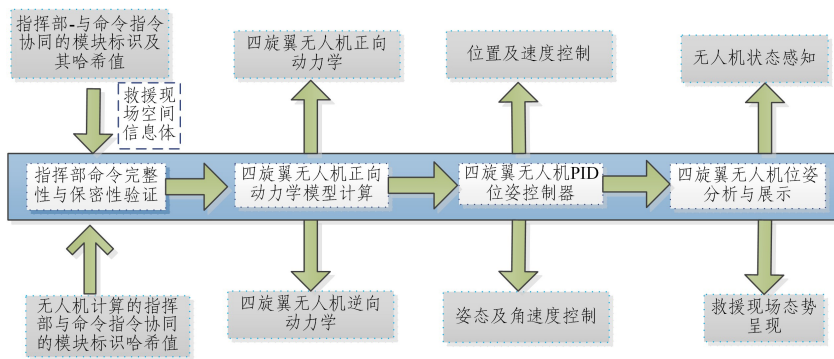 指挥部-与命令指令
协同的模块标识及
其哈希值
四旋翼无人机正向
动力学
位置及速度控制
无人机状态感知
救援现
场空间
信息体
指挥部命令完整
性与保密性验证
四旋翼无人机正向
动力学模型计算
四旋翼无人机PID
位姿控制器
四旋翼无人机位姿
分析与展示
无人机计算的指挥
部与命令指令协同
的模块标识哈希值
四旋翼无人机逆向
动力学
姿态及角速度控制
救援现场态势
呈现